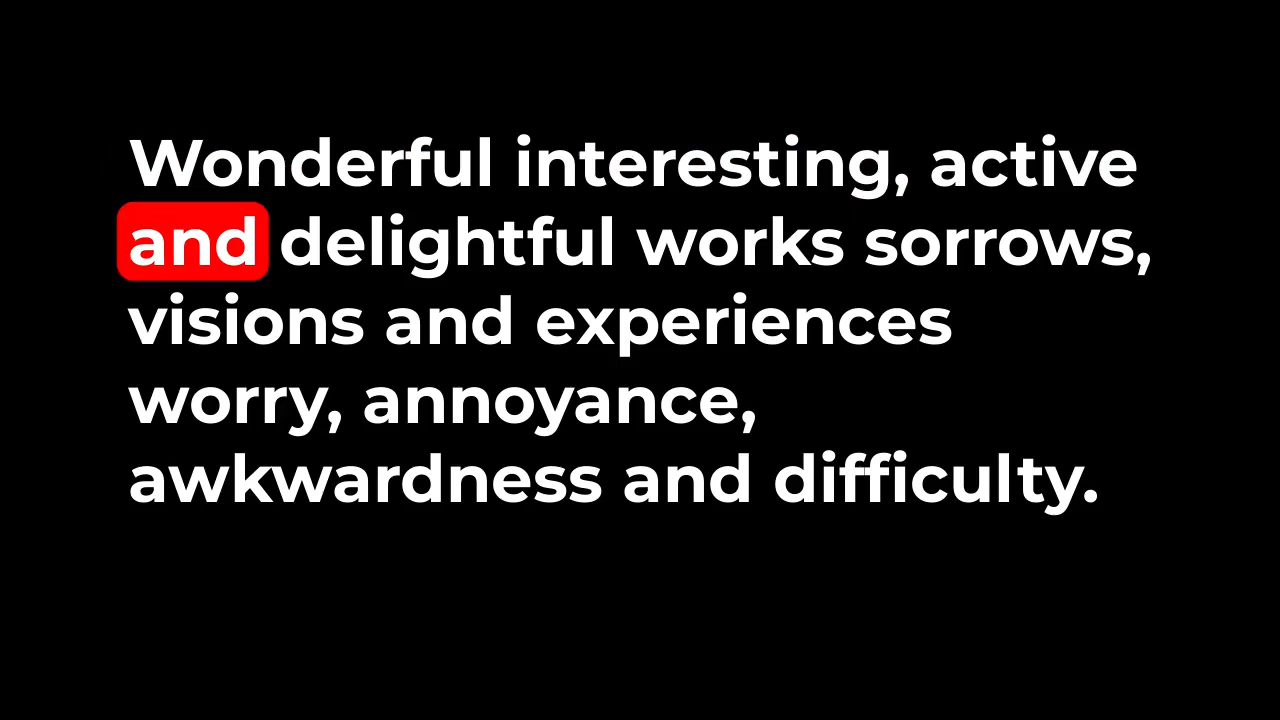 Wonderful interesting, active
and delightful works sorrows,
visions and experiences
worry, annoyance,
awkwardness and difficulty.